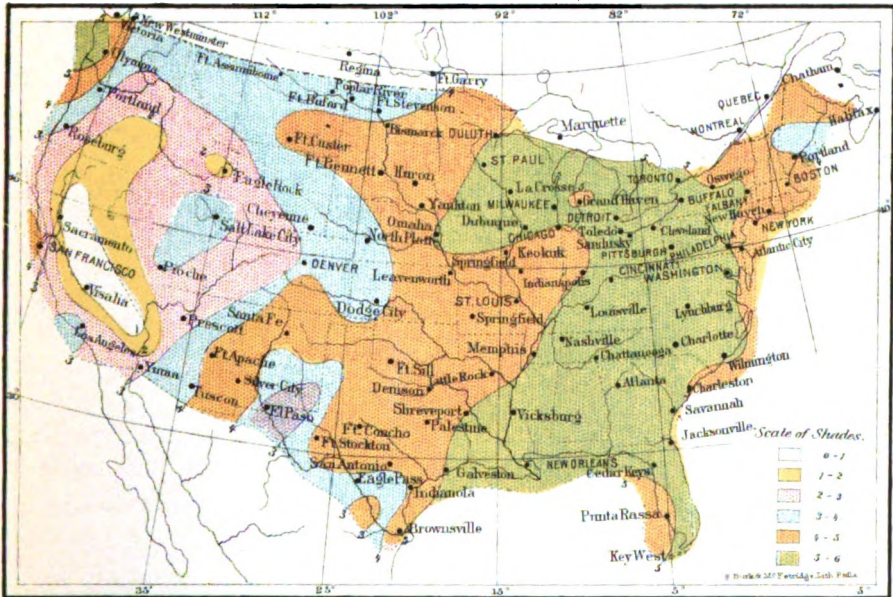 112°
102°
92°
82°
72°
New Westminster
Victoria
Olympia
Ft. Assinniboine
Regina
Ft. Garry
Chatham
Poplar River
Ft. Buford
Ft. Stevenson
QUEBEC
Portland
Bismarck
DULUTH
Marquette
MONTREAL
Halifax
Roseburg
Ft. Custer
Ft. Bennett
Huron
ST. PAUL
TORONTO
Oswego
Portland
BOSTON
Eagle Rock
La Crosse
Grand Haven
BUFFALO
ALBANY
Cheyenne
Yankton
MILWAUKEE
DETROIT
New Haven
Salt Lake City
Omaha
Dubuque
Toledo
Cleveland
NEW YORK
North Platte
CHICAGO
Sandusky
PHILADELPHIA
Sacramento
SAN FRANCISCO
Keokuk
PITTSBURGH
Atlantic City
Pioche
DENVER
Leavenworth
Springfield
Indianapolis
CINCINNATI
WASHINGTON
Visalia
Dodge City
ST. LOUIS
Louisville
Lynchburg
Prescott
Santa Fe
Springfield
Los Angeles
Nashville
Charlotte
Ft. Apache
Memphis
Chattanooga
Wilmington
Yuma
Ft. Sill
Little Rock
Silver City
Denison
Atlanta
Charleston
Tuscon
El Paso
Shreveport
Vicksburg
Savannah
Ft. Concho
Palestine
Jacksonville
Ft. Stockton
San Antonio
Galveston
NEW ORLEANS
Cedar Keys
Eagle Pass
Indianola
Punta Rassa
Brownsville
Key West
Scale of Shades.
0 - 1
1 - 2
2 - 3
3 - 4
4 - 5
5 - 6
35°
25°
15°
5°
5°